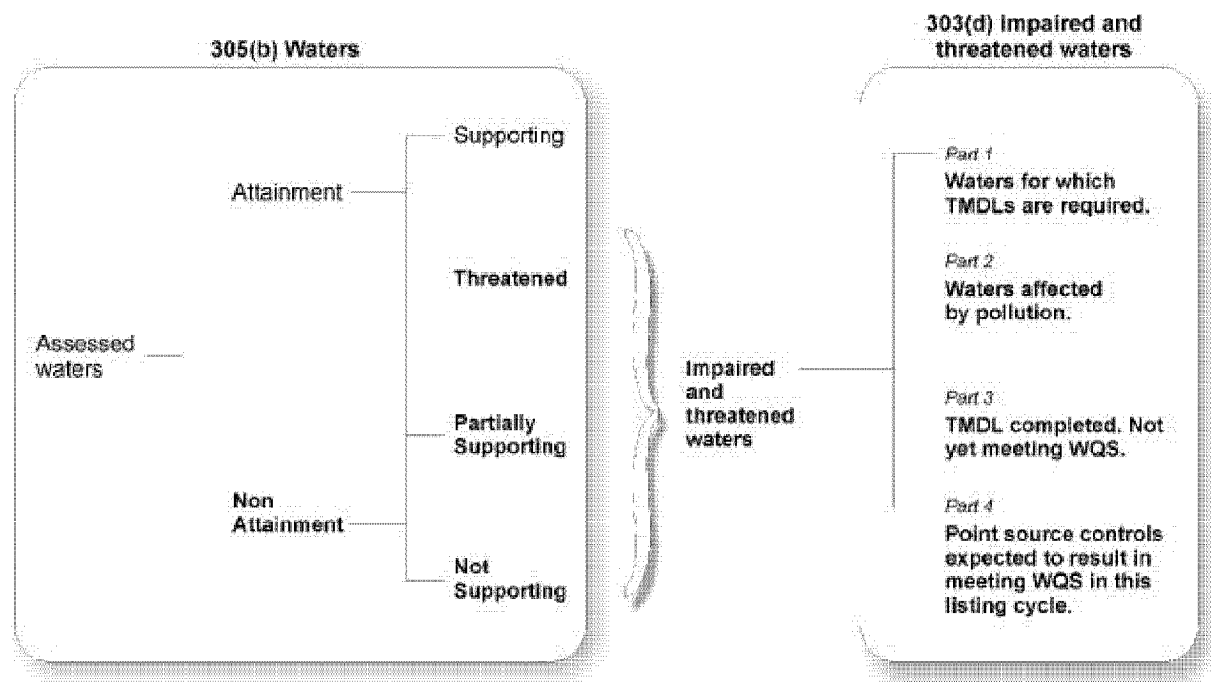 305(b) Waters
303(d) Impaired and
threatened waters
Assessed
waters
Attainment
Non
Attainment
Supporting
Threatened
Partially
Supporting
Not
Supporting
Impaired
and
threatened
waters
Part 1
Waters for which
TMDLs are required.
Part 2
Waters affected
by pollution.
Part 3
TMDL completed. Not
yet meeting WQS.
Part 4
Point source controls
expected to result in
meeting WQS in this
listing cycle.